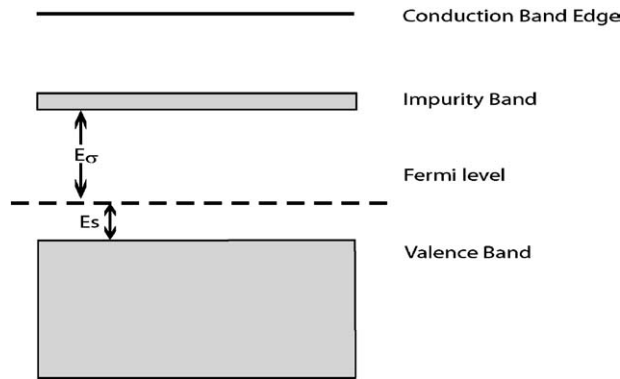 Conduction Band Edge
Impurity Band
Eσ
Fermi level
Es
Valence Band